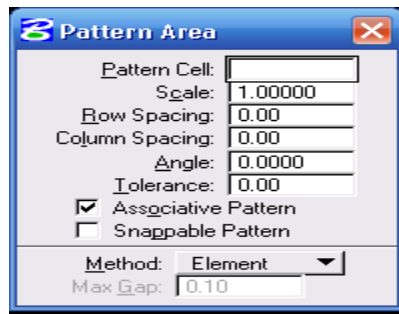 Pattern Area
Pattern Cell:
Scale: 1.00000
Row Spacing: 0.00
Column Spacing: 0.00
Angle: 0.0000
Tolerance: 0.00
Associative Pattern
Snappable Pattern
Method: Element
Max Gap: 0.10